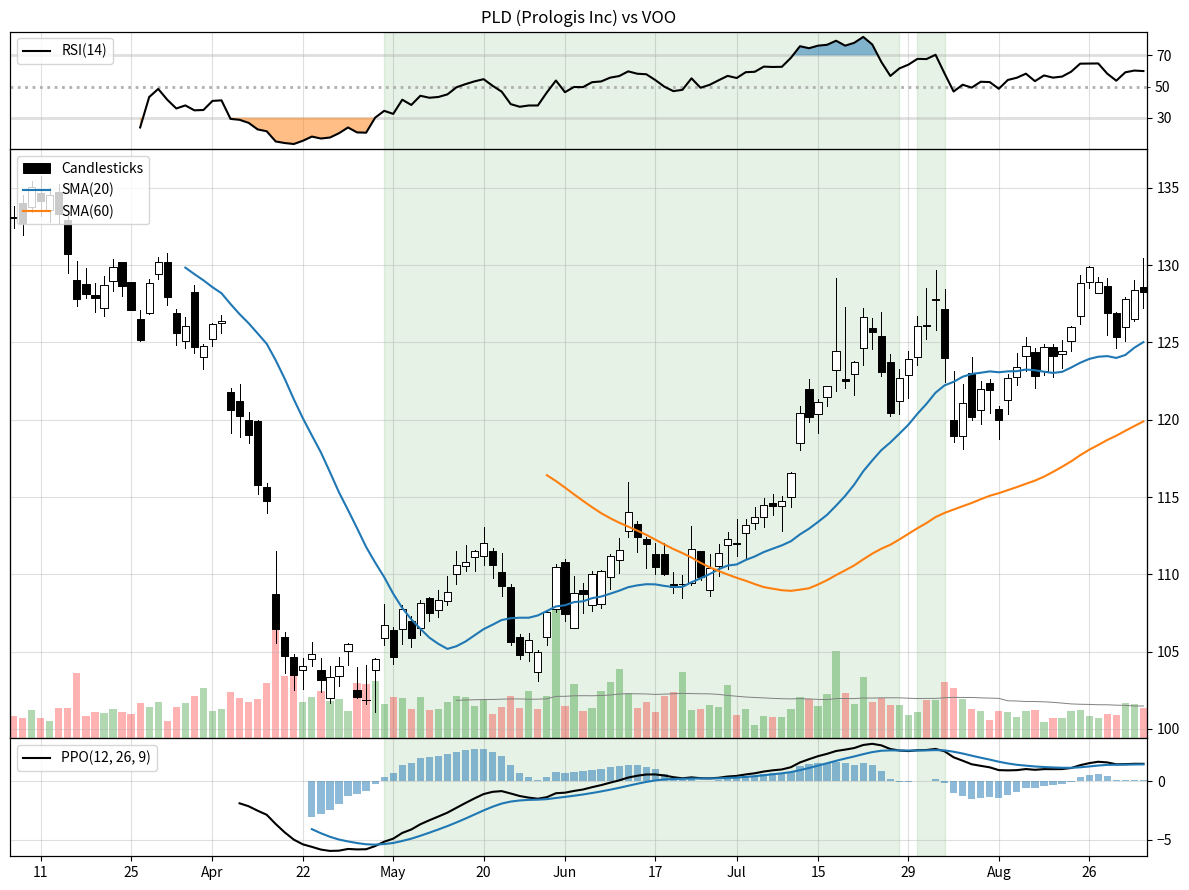 PLD (Prologis Inc) vs VOO
RSI(14)
70
50
30
Candlesticks
SMA(20)
SMA(60)
135
130
125
120
115
110
105
100
PPO(12, 26, 9)
0
−5
11 25 Apr 22 May 20 Jun 17 Jul 15 29 Aug 26